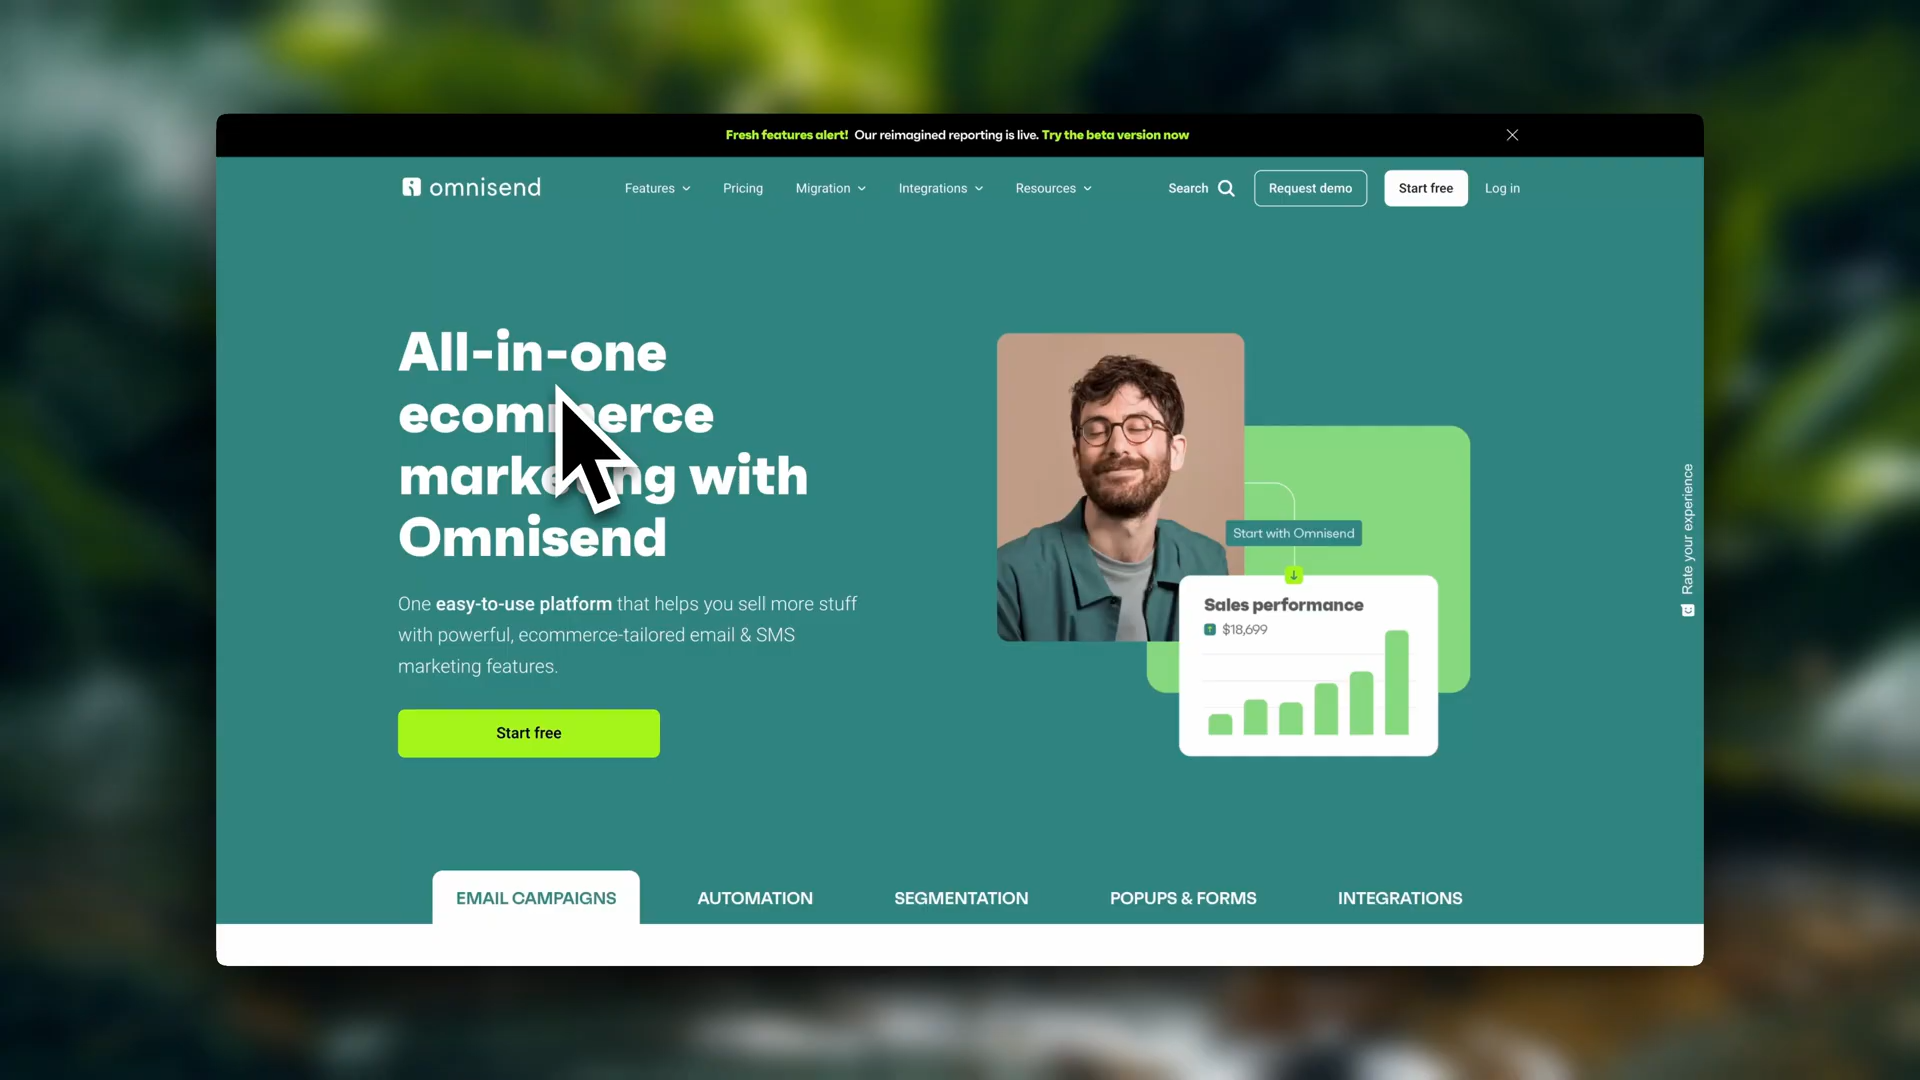 Fresh features alert! Our reimagined reporting is live. Try the beta version now
omnisend
Features
Pricing
Migration
Integrations
Resources
Search
Request demo
Start free
Log in
All-in-one
ecommerce
marketing with
Omnisend
One easy-to-use platform that helps you sell more stuff
with powerful, ecommerce-tailored email & SMS
marketing features.
Start free
Start with Omnisend
Sales performance
$18,699
Rate your experience
EMAIL CAMPAIGNS
AUTOMATION
SEGMENTATION
POPUPS & FORMS
INTEGRATIONS